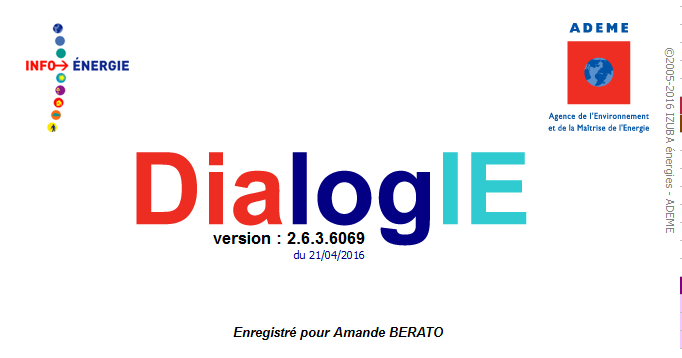 INFO→ ÉNERGIE
ADEME
Agence de l'Environnement
et de la Maîtrise de l'Energie
DialogIE
version : 2.6.3.6069
du 21/04/2016
Enregistré pour Amande BERATO
©2005-2016 IZUBA énergies - ADEME